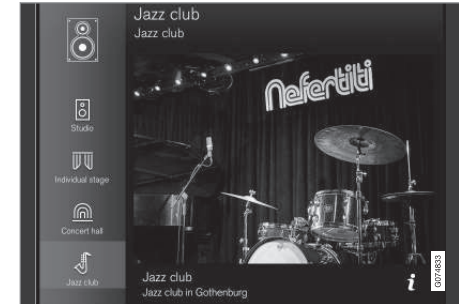 Jazz club
Jazz club
Studio
Individual stage
Concert hall
Jazz club
Nefertiti
Jazz club
Jazz club in Gothenburg
i
G074833